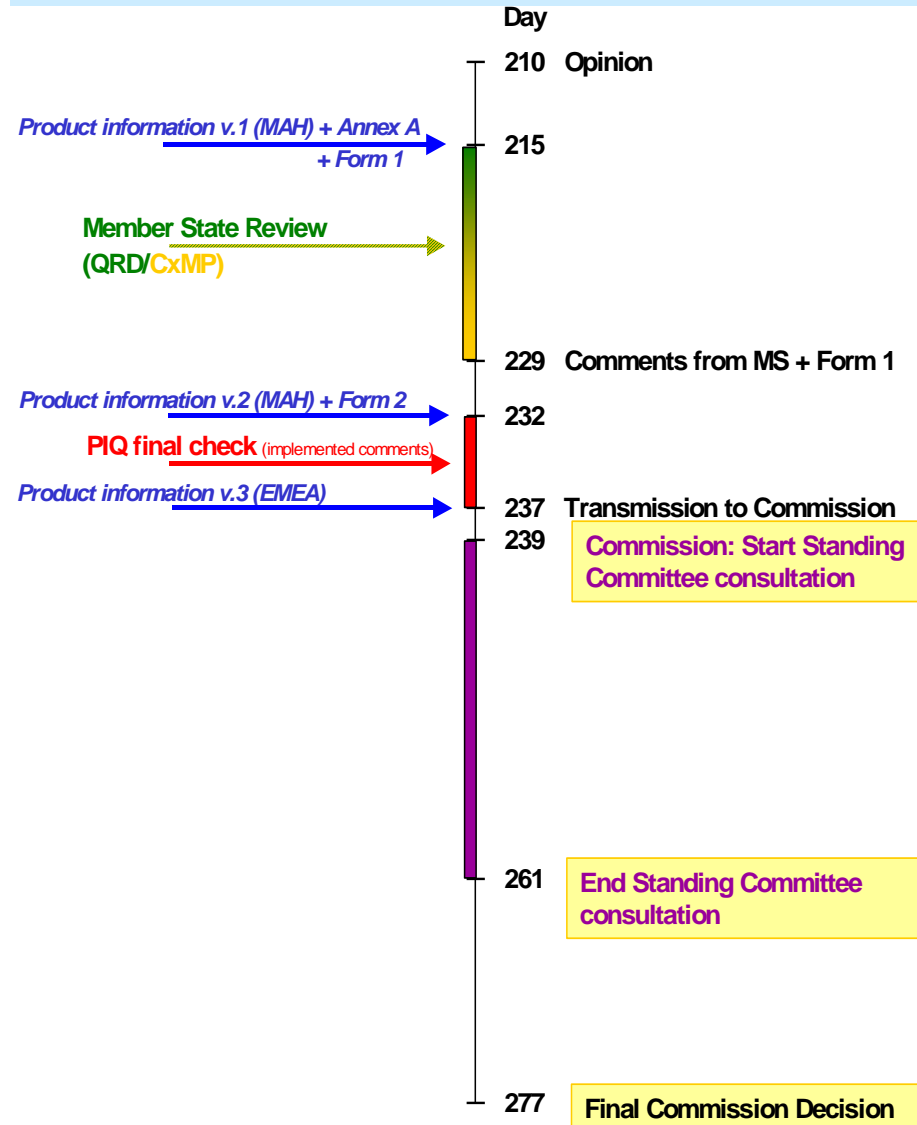 Day
210 Opinion
Product information v.1 (MAH) + Annex A
+ Form 1
215
Member State Review
(QRD/CxMP)
229 Comments from MS + Form 1
Product information v.2 (MAH) + Form 2
232
PIQ final check (implemented comments)
Product information v.3 (EMEA)
237 Transmission to Commission
239
Commission: Start Standing
Committee consultation
261
End Standing Committee
consultation
277
Final Commission Decision